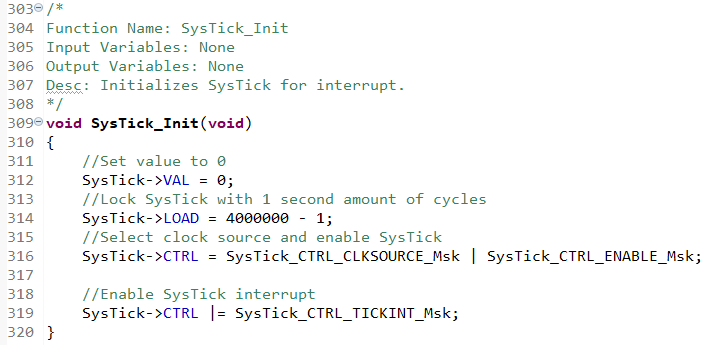 303 /*
304 Function Name: SysTick_Init
305 Input Variables: None
306 Output Variables: None
307 Desc: Initializes SysTick for interrupt.
308 */
309 void SysTick_Init(void)
310 {
311     //Set value to 0
312     SysTick->VAL = 0;
313     //Lock SysTick with 1 second amount of cycles
314     SysTick->LOAD = 4000000 - 1;
315     //Select clock source and enable SysTick
316     SysTick->CTRL = SysTick_CTRL_CLKSOURCE_Msk | SysTick_CTRL_ENABLE_Msk;
317
318     //Enable SysTick interrupt
319     SysTick->CTRL |= SysTick_CTRL_TICKINT_Msk;
320 }